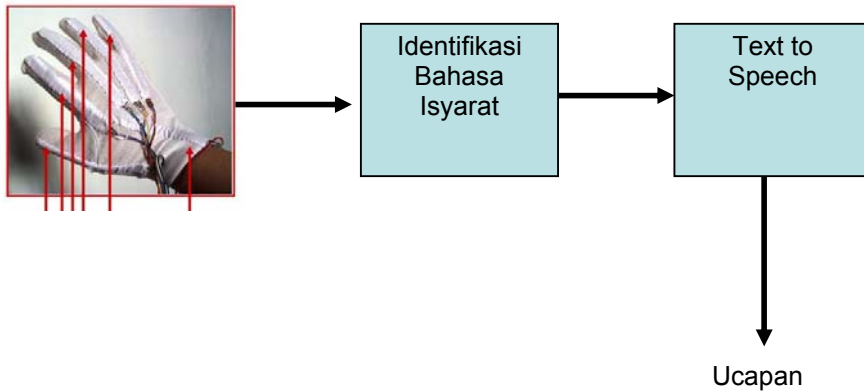 Identifikasi
Bahasa
Isyarat
Text to
Speech
Ucapan